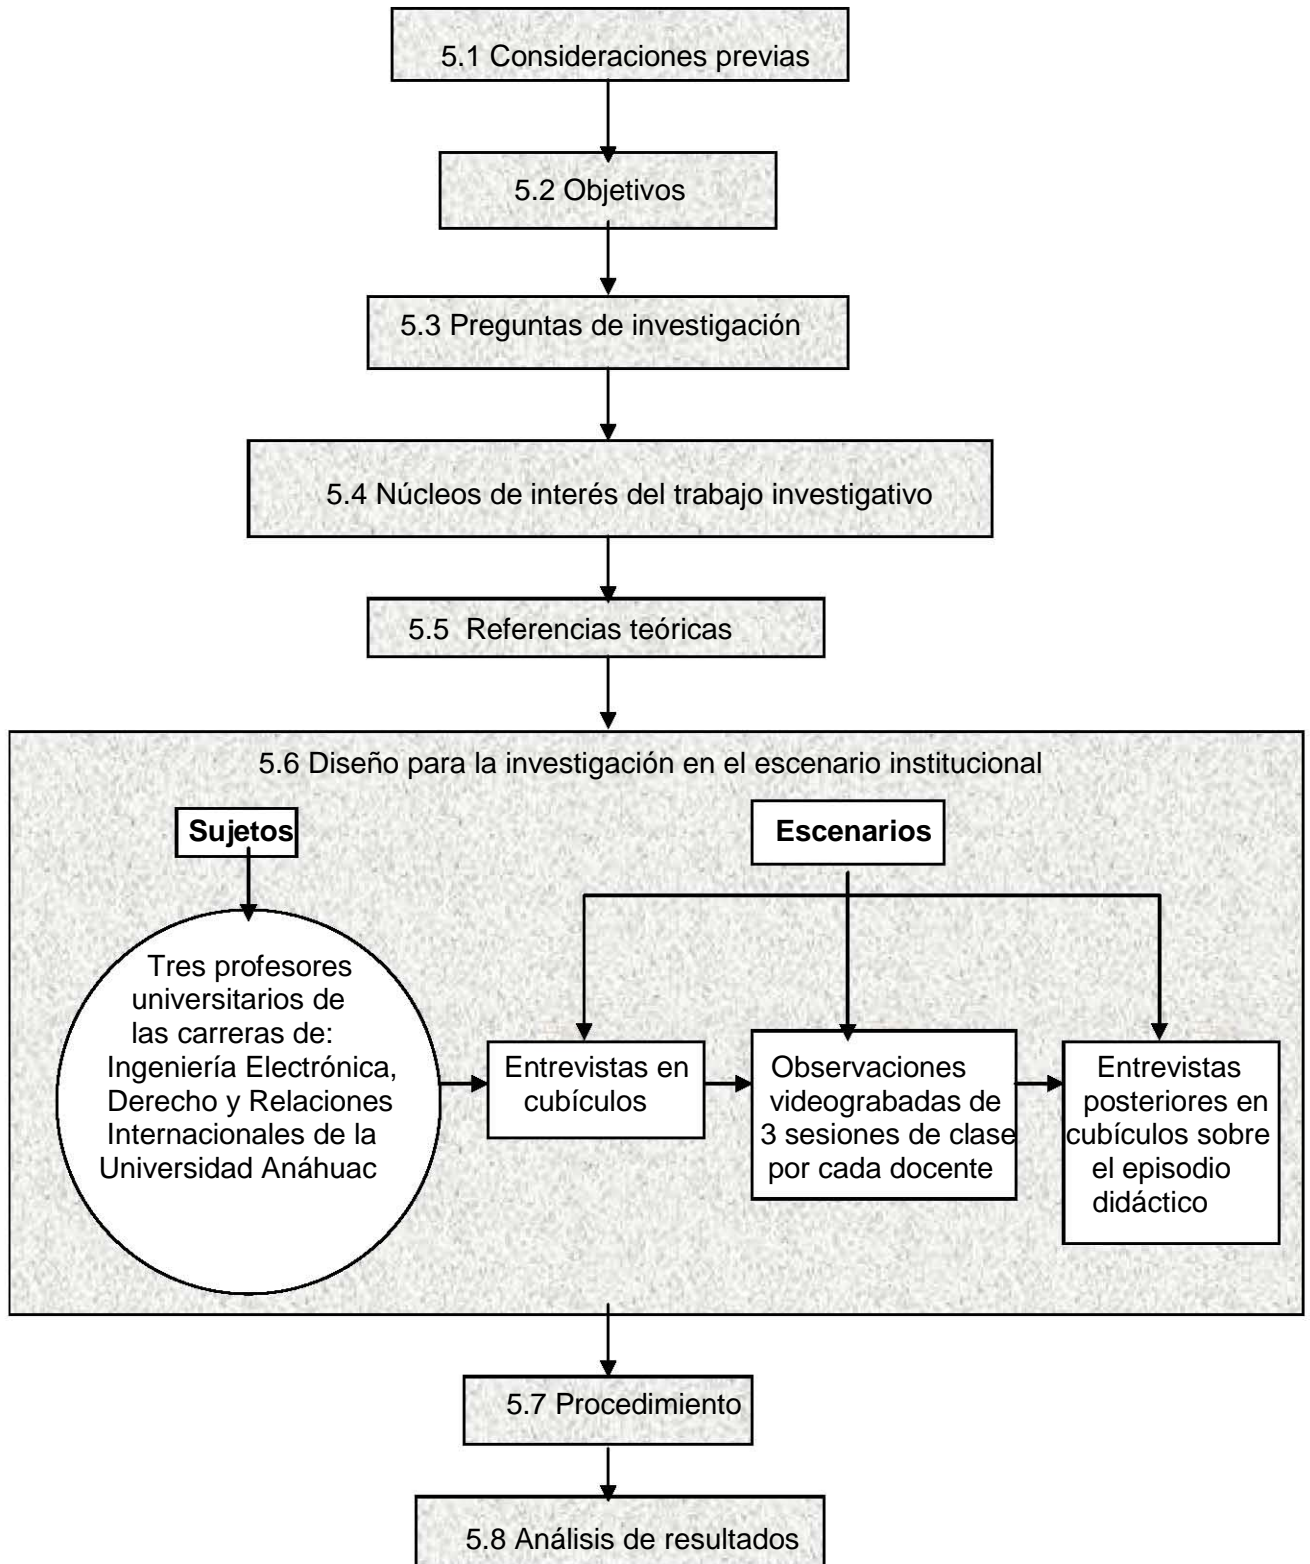 5.1 Consideraciones previas
5.2 Objetivos
5.3 Preguntas de investigación
5.4 Núcleos de interés del trabajo investigativo
5.5 Referencias teóricas
5.6 Diseño para la investigación en el escenario institucional
Sujetos
Escenarios
Tres profesores
universitarios de
las carreras de:
Ingeniería Electrónica,
Derecho y Relaciones
Internacionales de la
Universidad Anáhuac
Entrevistas en
cubículos
Observaciones
videograbadas de
3 sesiones de clase
por cada docente
Entrevistas
posteriores en
cubículos sobre
el episodio
didáctico
5.7 Procedimiento
5.8 Análisis de resultados